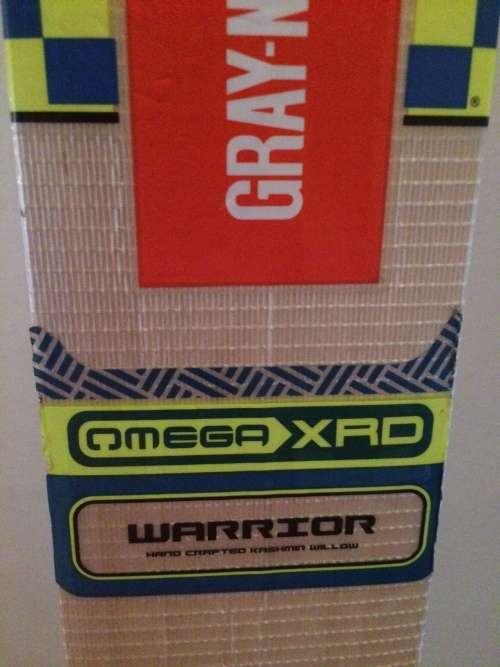 GRAY-N
®
OMEGA XRD
WARRIOR
HAND CRAFTED KASHMIR WILLOW